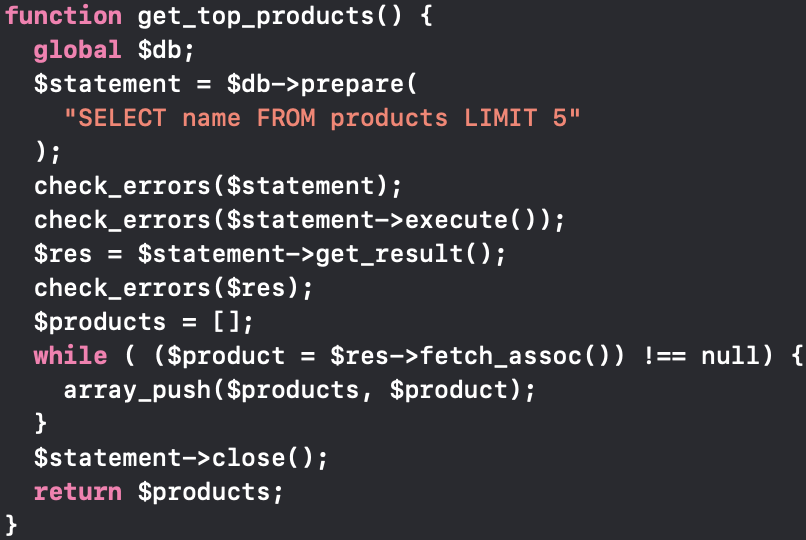 function get_top_products() {
  global $db;
  $statement = $db->prepare(
    "SELECT name FROM products LIMIT 5"
  );
  check_errors($statement);
  check_errors($statement->execute());
  $res = $statement->get_result();
  check_errors($res);
  $products = [];
  while ( ($product = $res->fetch_assoc()) !== null) {
    array_push($products, $product);
  }
  $statement->close();
  return $products;
}